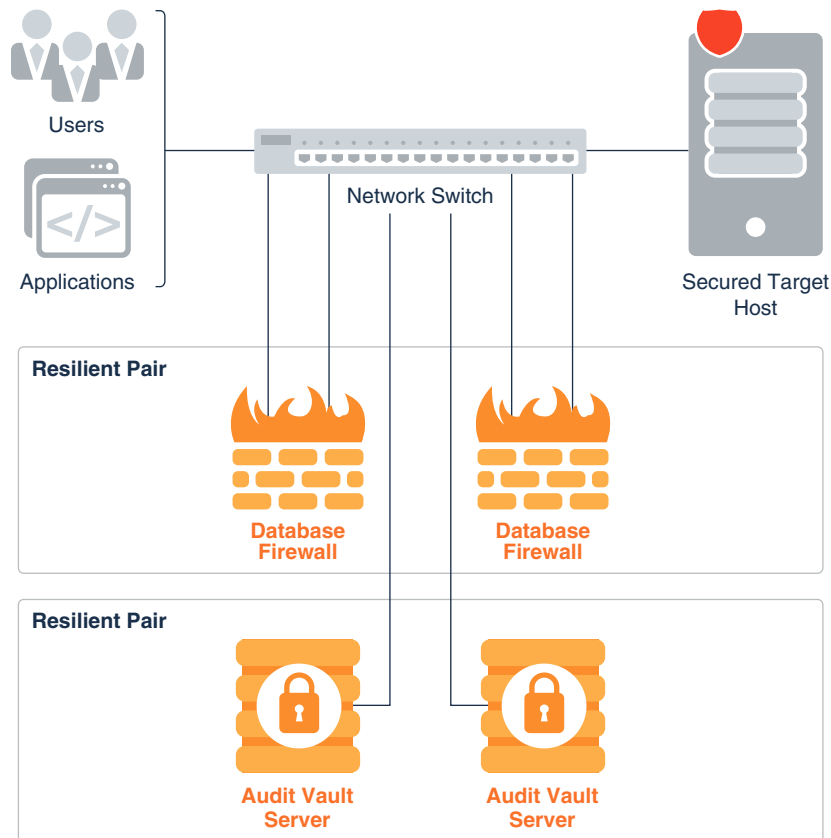 Users
</>
Applications
Network Switch
Secured Target
Host
Resilient Pair
Database
Firewall
Database
Firewall
Resilient Pair
Audit Vault
Server
Audit Vault
Server